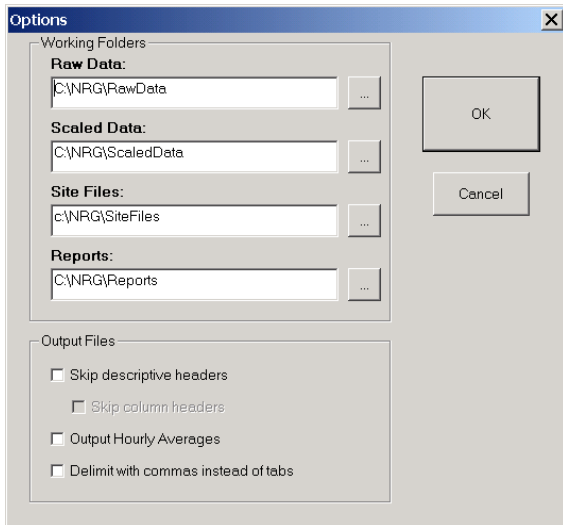 Options
Working Folders
Raw Data:
C:\NRG\RawData
...
OK
Scaled Data:
C:\NRG\ScaledData
...
Cancel
Site Files:
c:\NRG\SiteFiles
...
Reports:
C:\NRG\Reports
...
Output Files
Skip descriptive headers
Skip column headers
Output Hourly Averages
Delimit with commas instead of tabs